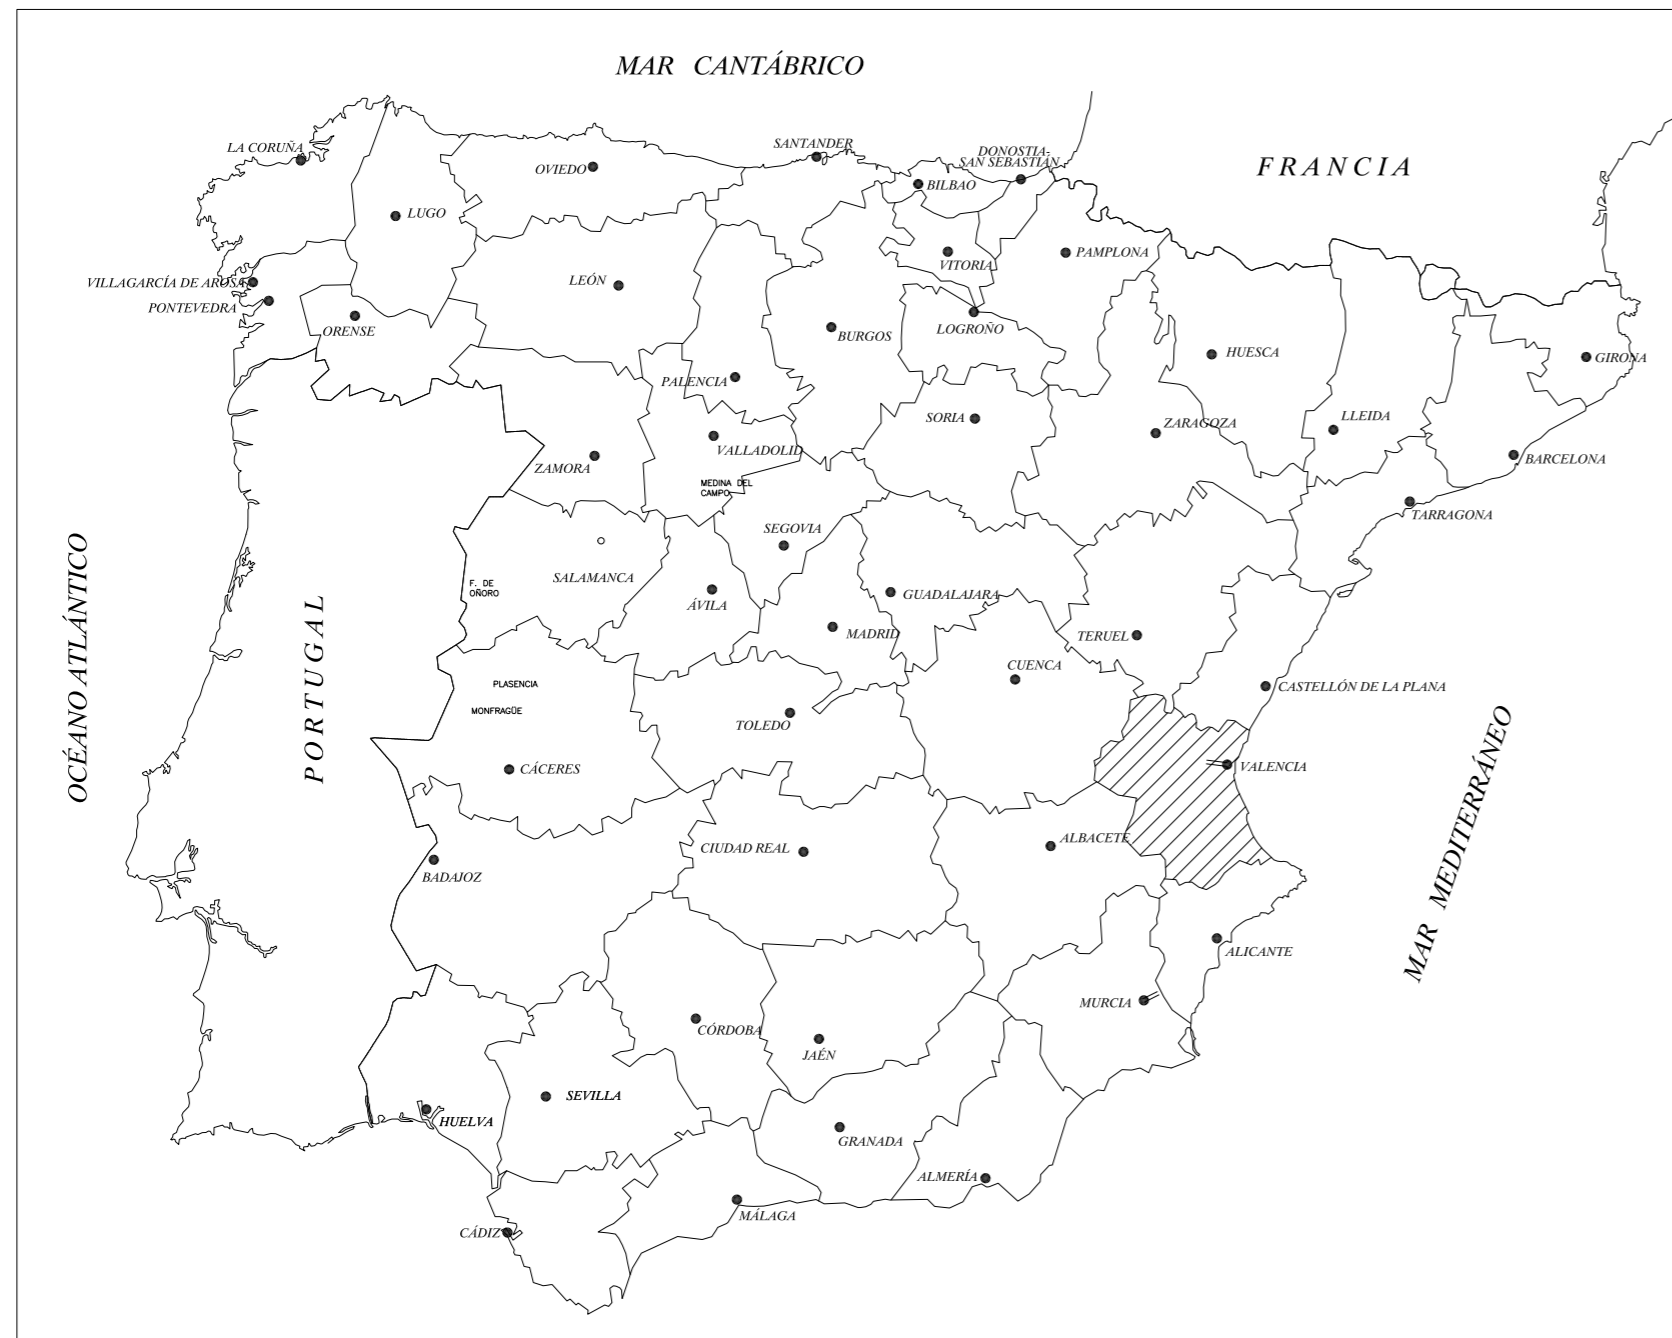 MAR CANTÁBRICO
LA CORUÑA
SANTANDER
DONOSTIA-
SAN SEBASTIÁN
OVIEDO
BILBAO
FRANCIA
LUGO
VITORIA
PAMPLONA
VILLAGARCÍA DE AROSA
LEÓN
PONTEVEDRA
ORENSE
BURGOS
LOGROÑO
HUESCA
GIRONA
PALENCIA
SORIA
ZARAGOZA
LLEIDA
VALLADOLID
ZAMORA
BARCELONA
MEDINA DEL
CAMPO
TARRAGONA
SEGOVIA
SALAMANCA
F. DE
OÑORO
ÁVILA
GUADALAJARA
MADRID
TERUEL
OCÉANO ATLÁNTICO
PORTUGAL
CUENCA
PLASENCIA
CASTELLÓN DE LA PLANA
MONFRAGÜE
TOLEDO
CÁCERES
VALENCIA
MAR MEDITERRÁNEO
CIUDAD REAL
ALBACETE
BADAJOZ
ALICANTE
MURCIA
CÓRDOBA
JAÉN
SEVILLA
HUELVA
GRANADA
ALMERÍA
MÁLAGA
CÁDIZ